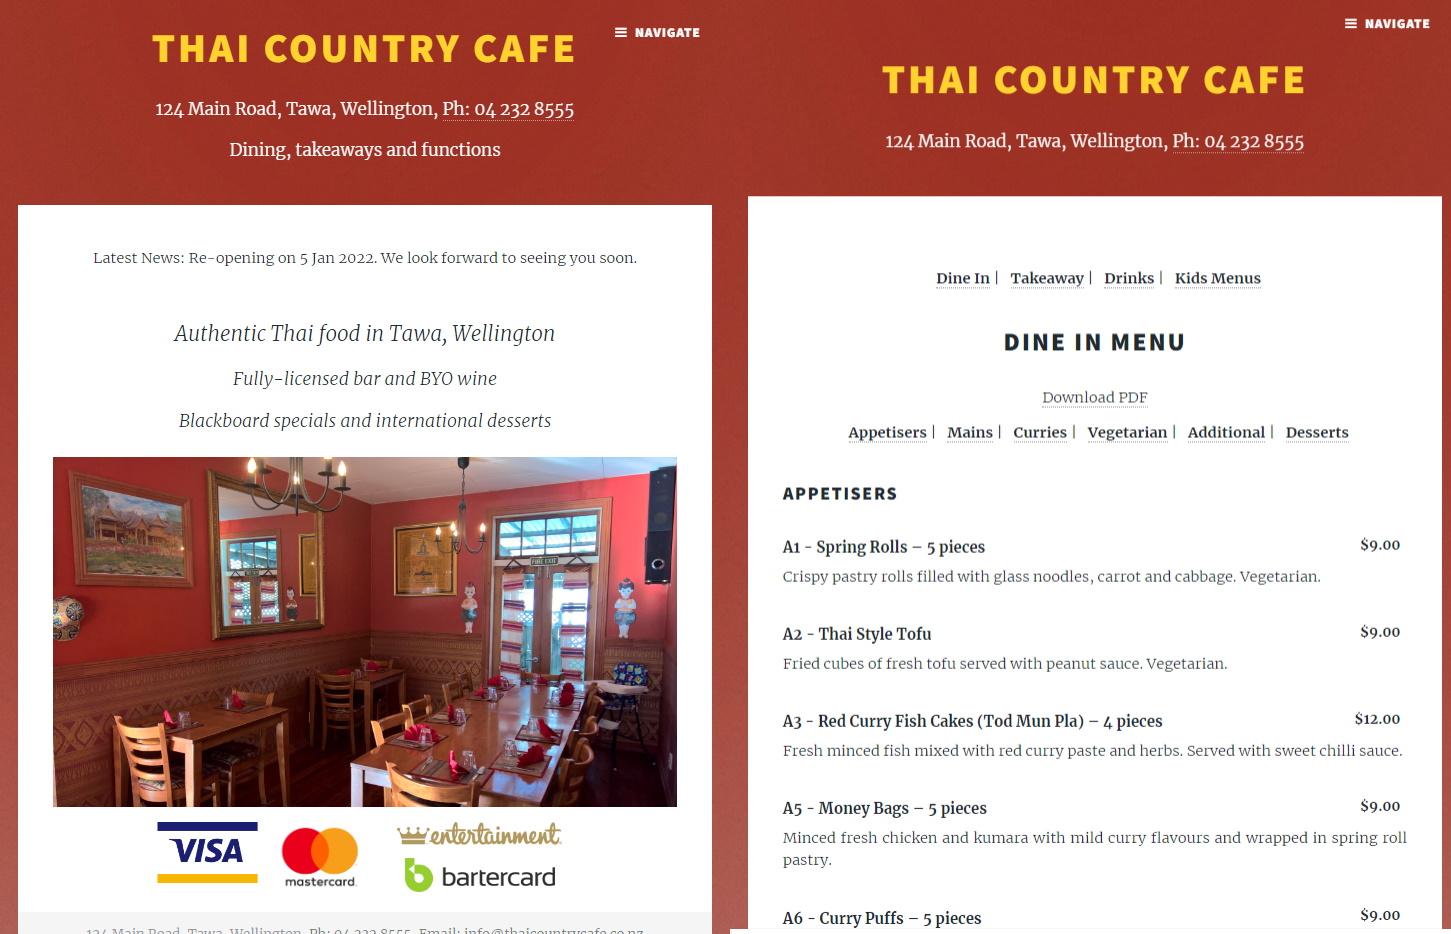 THAI COUNTRY CAFE
NAVIGATE
124 Main Road, Tawa, Wellington, Ph: 04 232 8555
Dining, takeaways and functions
Latest News: Re-opening on 5 Jan 2022. We look forward to seeing you soon.
Authentic Thai food in Tawa, Wellington
Fully-licensed bar and BYO wine
Blackboard specials and international desserts
FIRE EXIT
VISA
mastercard.
entertainment.
bartercard
124 Main Road, Tawa, Wellington, Ph: 04 232 8555, Email: info@thaicountrycafe.co.nz
NAVIGATE
THAI COUNTRY CAFE
124 Main Road, Tawa, Wellington, Ph: 04 232 8555
Dine In | Takeaway | Drinks | Kids Menus
DINE IN MENU
Download PDF
Appetisers | Mains | Curries | Vegetarian | Additional | Desserts
APPETISERS
A1 - Spring Rolls – 5 pieces $9.00
Crispy pastry rolls filled with glass noodles, carrot and cabbage. Vegetarian.
A2 - Thai Style Tofu $9.00
Fried cubes of fresh tofu served with peanut sauce. Vegetarian.
A3 - Red Curry Fish Cakes (Tod Mun Pla) – 4 pieces $12.00
Fresh minced fish mixed with red curry paste and herbs. Served with sweet chilli sauce.
A5 - Money Bags – 5 pieces $9.00
Minced fresh chicken and kumara with mild curry flavours and wrapped in spring roll
pastry.
A6 - Curry Puffs – 5 pieces $9.00